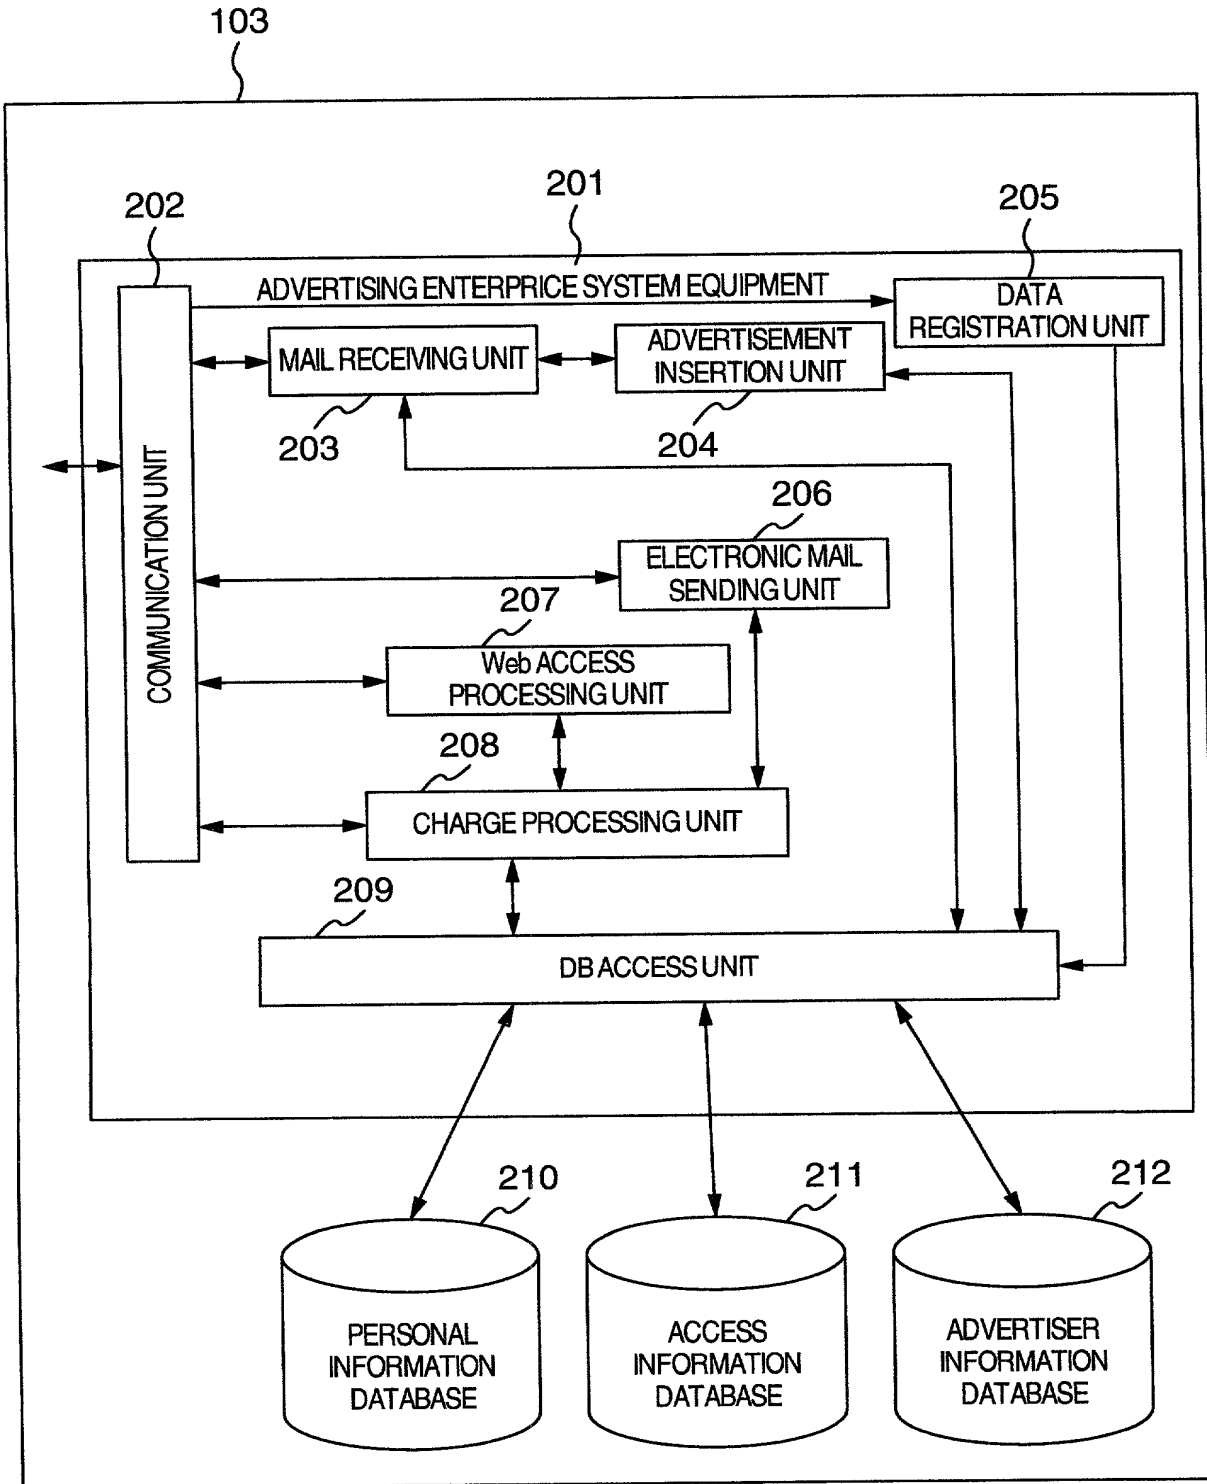 103
201
202
205
ADVERTISING ENTERPRICE SYSTEM EQUIPMENT
DATA
REGISTRATION UNIT
MAIL RECEIVING UNIT
ADVERTISEMENT
INSERTION UNIT
203
204
COMMUNICATION UNIT
206
ELECTRONIC MAIL
SENDING UNIT
207
Web ACCESS
PROCESSING UNIT
208
CHARGE PROCESSING UNIT
209
DB ACCESS UNIT
210
211
212
PERSONAL
INFORMATION
DATABASE
ACCESS
INFORMATION
DATABASE
ADVERTISER
INFORMATION
DATABASE